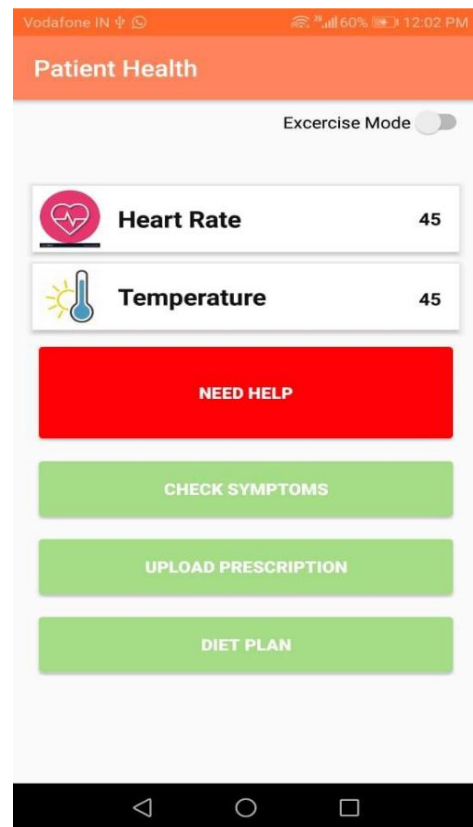 Vodafone IN 60% 12:02 PM
Patient Health
Excercise Mode
Heart Rate 45
Temperature 45
NEED HELP
CHECK SYMPTOMS
UPLOAD PRESCRIPTION
DIET PLAN